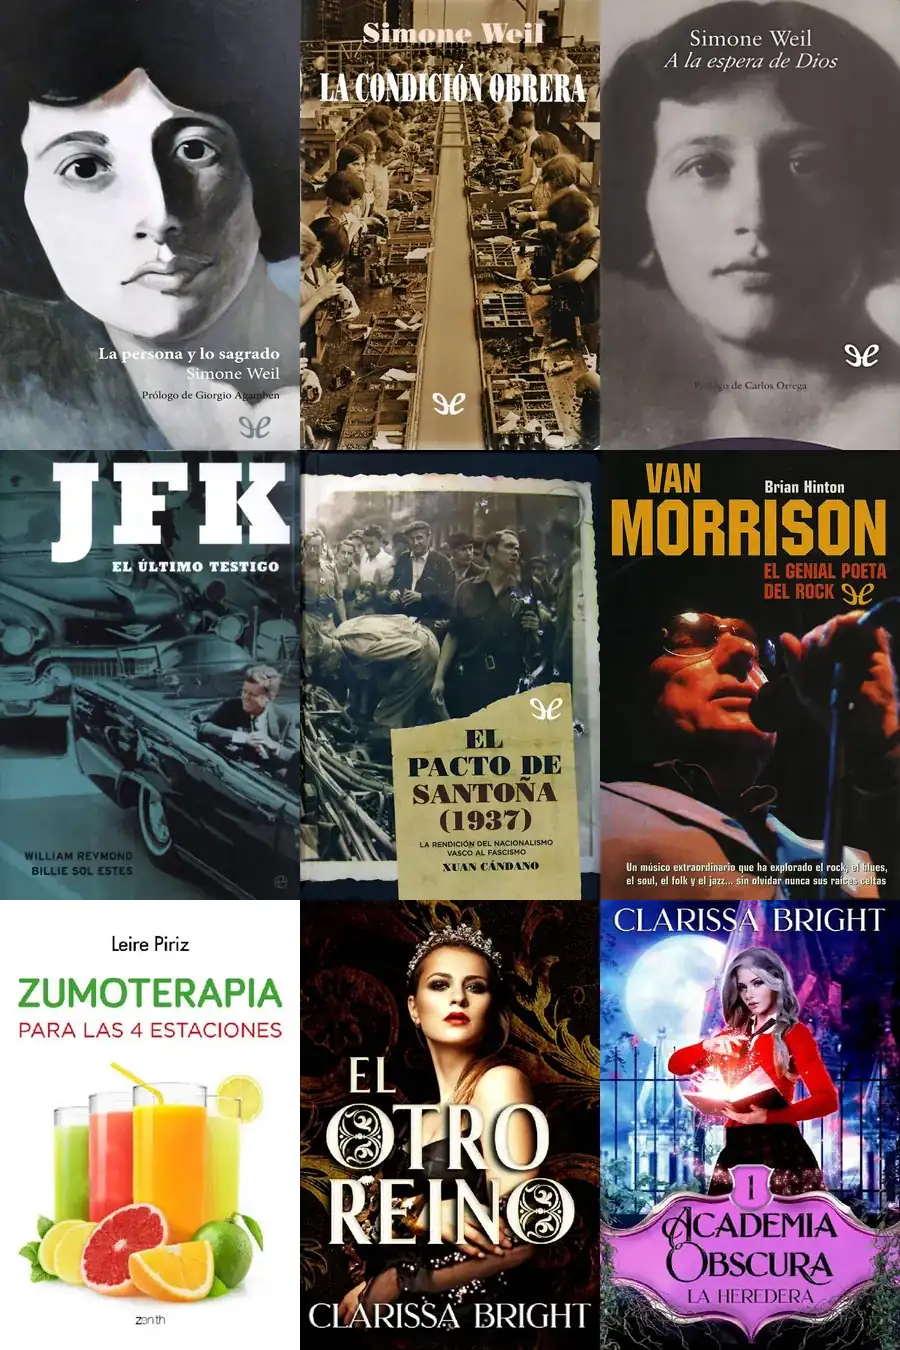 La persona y lo sagrado
Simone Weil
Prólogo de Giorgio Agamben
Simone Weil
LA CONDICIÓN OBRERA
Simone Weil
A la espera de Dios
Prólogo de Carlos Ortega
JFK
EL ÚLTIMO TESTIGO
WILLIAM REYMOND
BILLIE SOL ESTES
EL
PACTO DE
SANTOÑA
(1937)
LA RENDICIÓN DEL NACIONALISMO
VASCO AL FASCISMO
XUAN CÁNDANO
VAN
Brian Hinton
MORRISON
EL GENIAL POETA
DEL ROCK
Un músico extraordinario que ha explorado el rock, el blues,
el soul, el folk y el jazz... sin olvidar nunca sus raíces celtas
Leire Piriz
ZUMOTERAPIA
PARA LAS 4 ESTACIONES
zenith
EL
OTRO
REINO
CLARISSA BRIGHT
CLARISSA BRIGHT
1
ACADEMIA
OBSCURA
LA HEREDERA